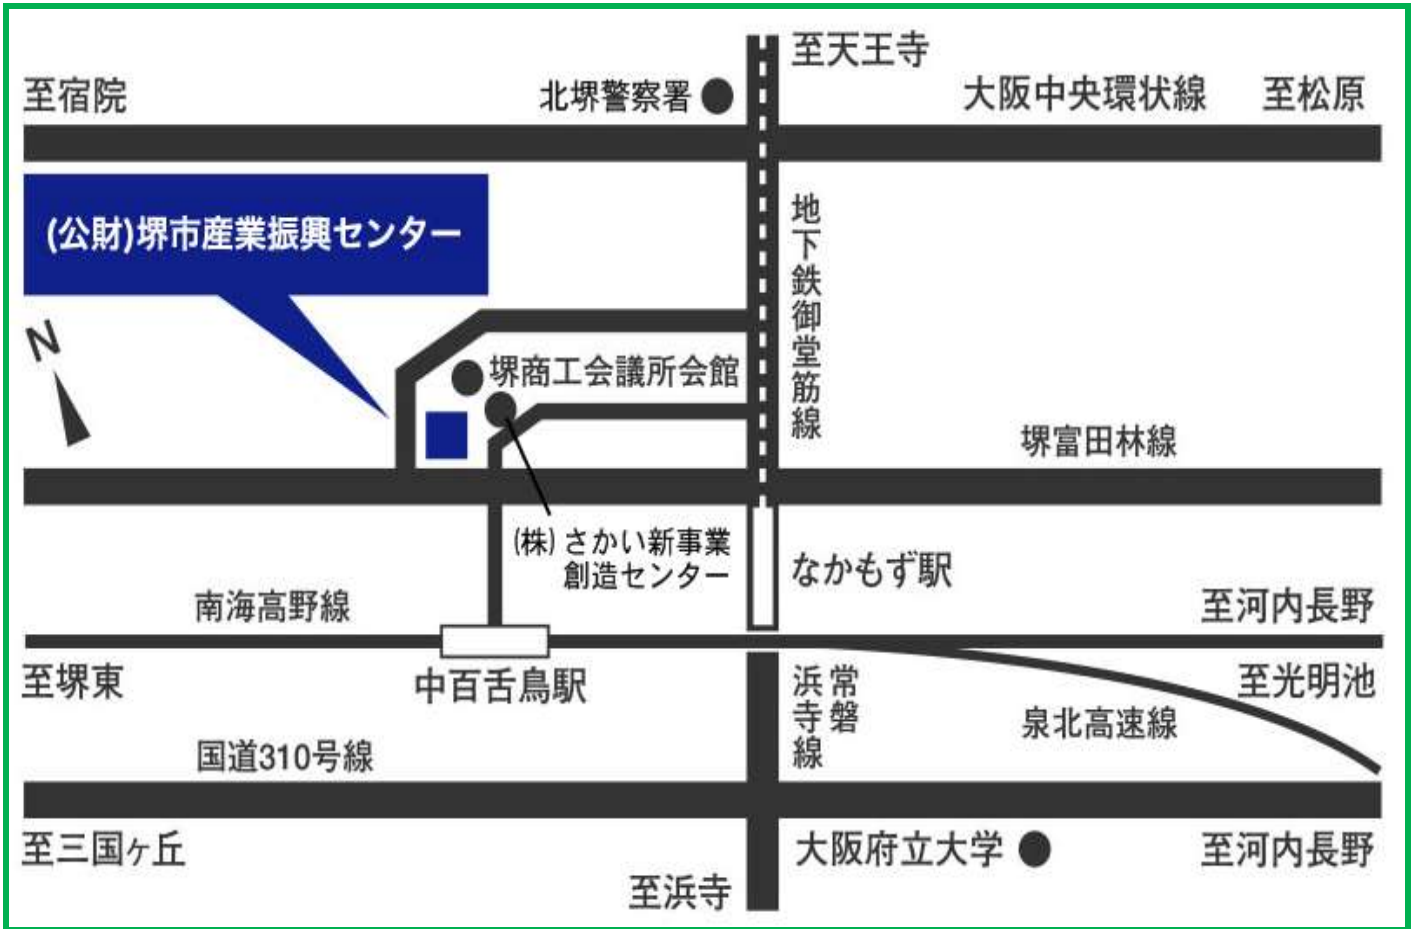 至天王寺
至宿院
北堺警察署
大阪中央環状線
至松原
(公財)堺市産業振興センター
地下鉄御堂筋線
N
堺商工会議所会館
堺富田林線
(株)さかい新事業
創造センター
なかもず駅
南海高野線
至河内長野
至堺東
中百舌鳥駅
常磐
浜寺線
至光明池
泉北高速線
国道310号線
至三国ヶ丘
大阪府立大学
至河内長野
至浜寺